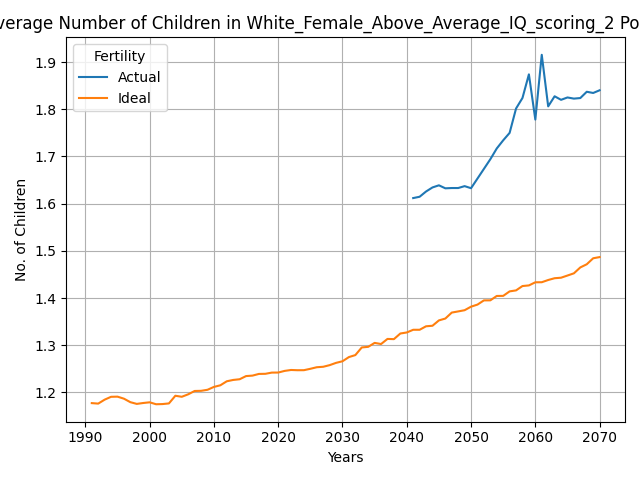 verage Number of Children in White_Female_Above_Average_IQ_scoring_2 Po
Fertility
Actual
Ideal
No. of Children
1.9
1.8
1.7
1.6
1.5
1.4
1.3
1.2
1990 2000 2010 2020 2030 2040 2050 2060 2070
Years